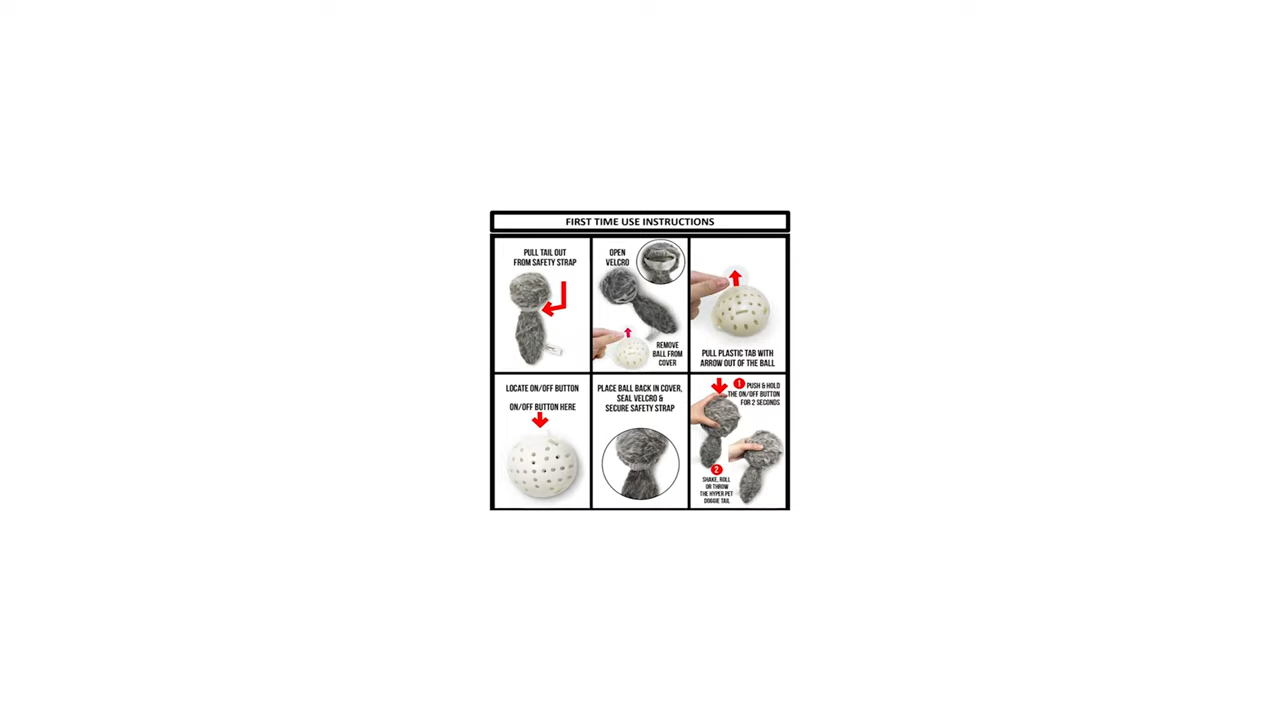 FIRST TIME USE INSTRUCTIONS
PULL TAIL OUT
FROM SAFETY STRAP
OPEN
VELCRO
REMOVE
BALL FROM
COVER
PULL PLASTIC TAB WITH
ARROW OUT OF THE BALL
LOCATE ON/OFF BUTTON
ON/OFF BUTTON HERE
PLACE BALL BACK IN COVER,
SEAL VELCRO &
SECURE SAFETY STRAP
1 PUSH & HOLD
THE ON/OFF BUTTON
FOR 2 SECONDS
2
SHAKE, ROLL
OR THROW
THE HYPER PET
DOGGIE TAIL